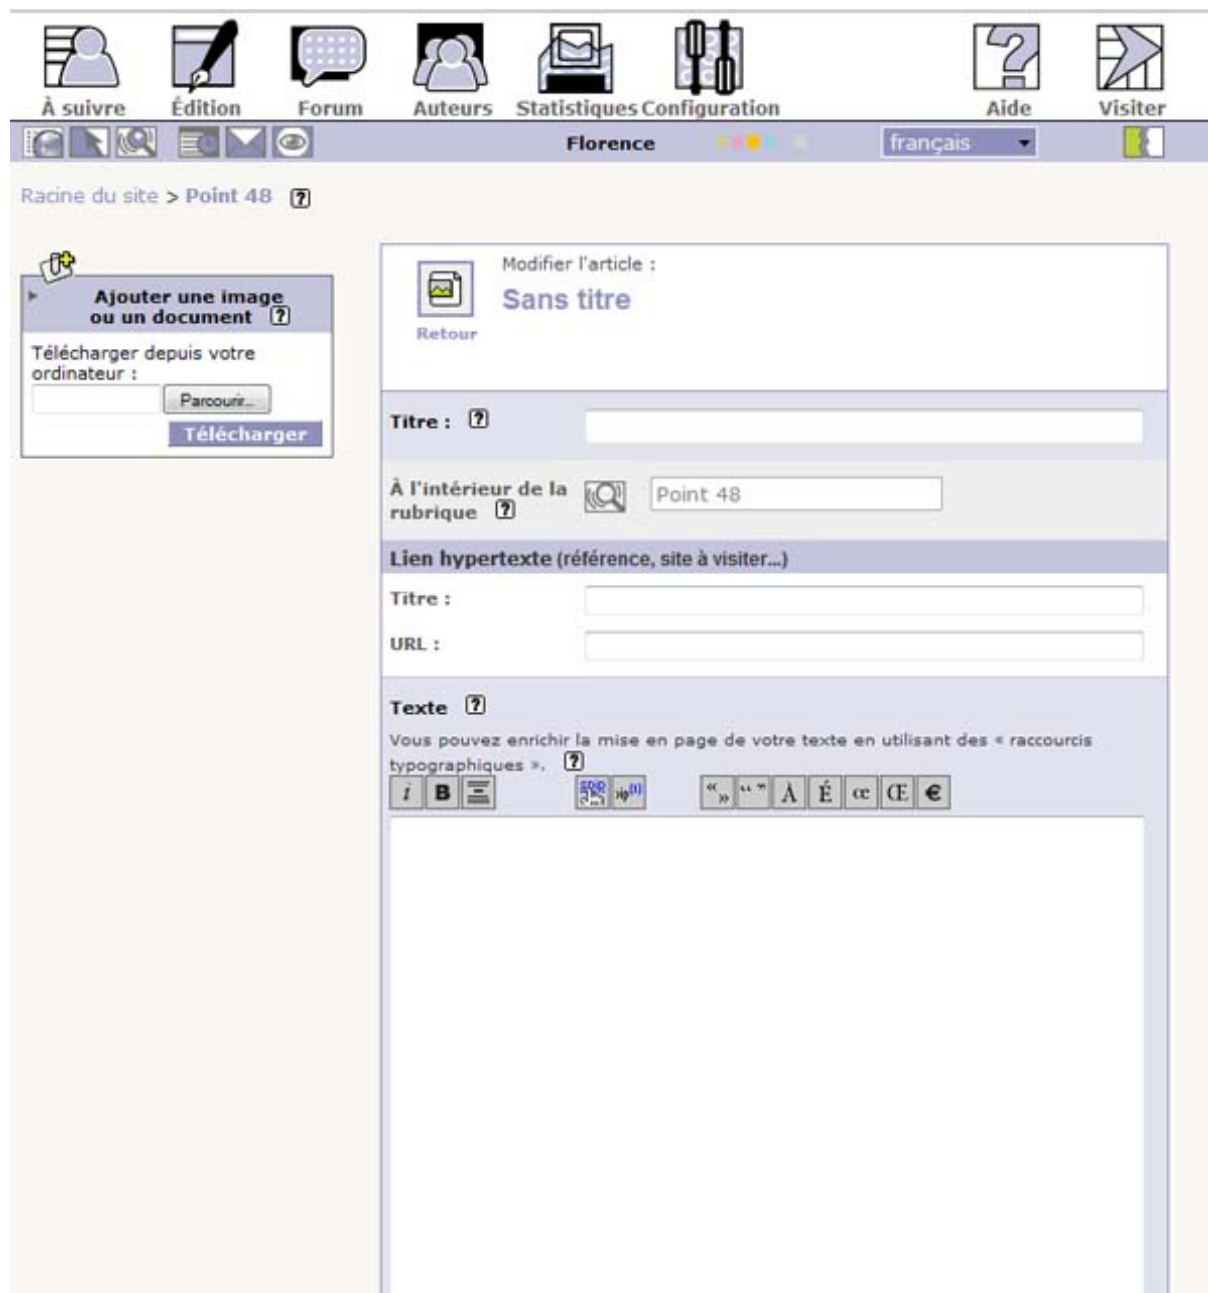 À suivre Édition Forum Auteurs Statistiques Configuration Aide Visiter
Florence français
Racine du site > Point 48 ?
Ajouter une image
ou un document ?
Télécharger depuis votre
ordinateur :
Parcourir...
Télécharger
Modifier l'article :
Sans titre
Retour
Titre : ?
À l'intérieur de la
rubrique ?
Point 48
Lien hypertexte (référence, site à visiter...)
Titre :
URL :
Texte ?
Vous pouvez enrichir la mise en page de votre texte en utilisant des « raccourcis
typographiques ». ?
i B « » “ ” À É œ Œ €